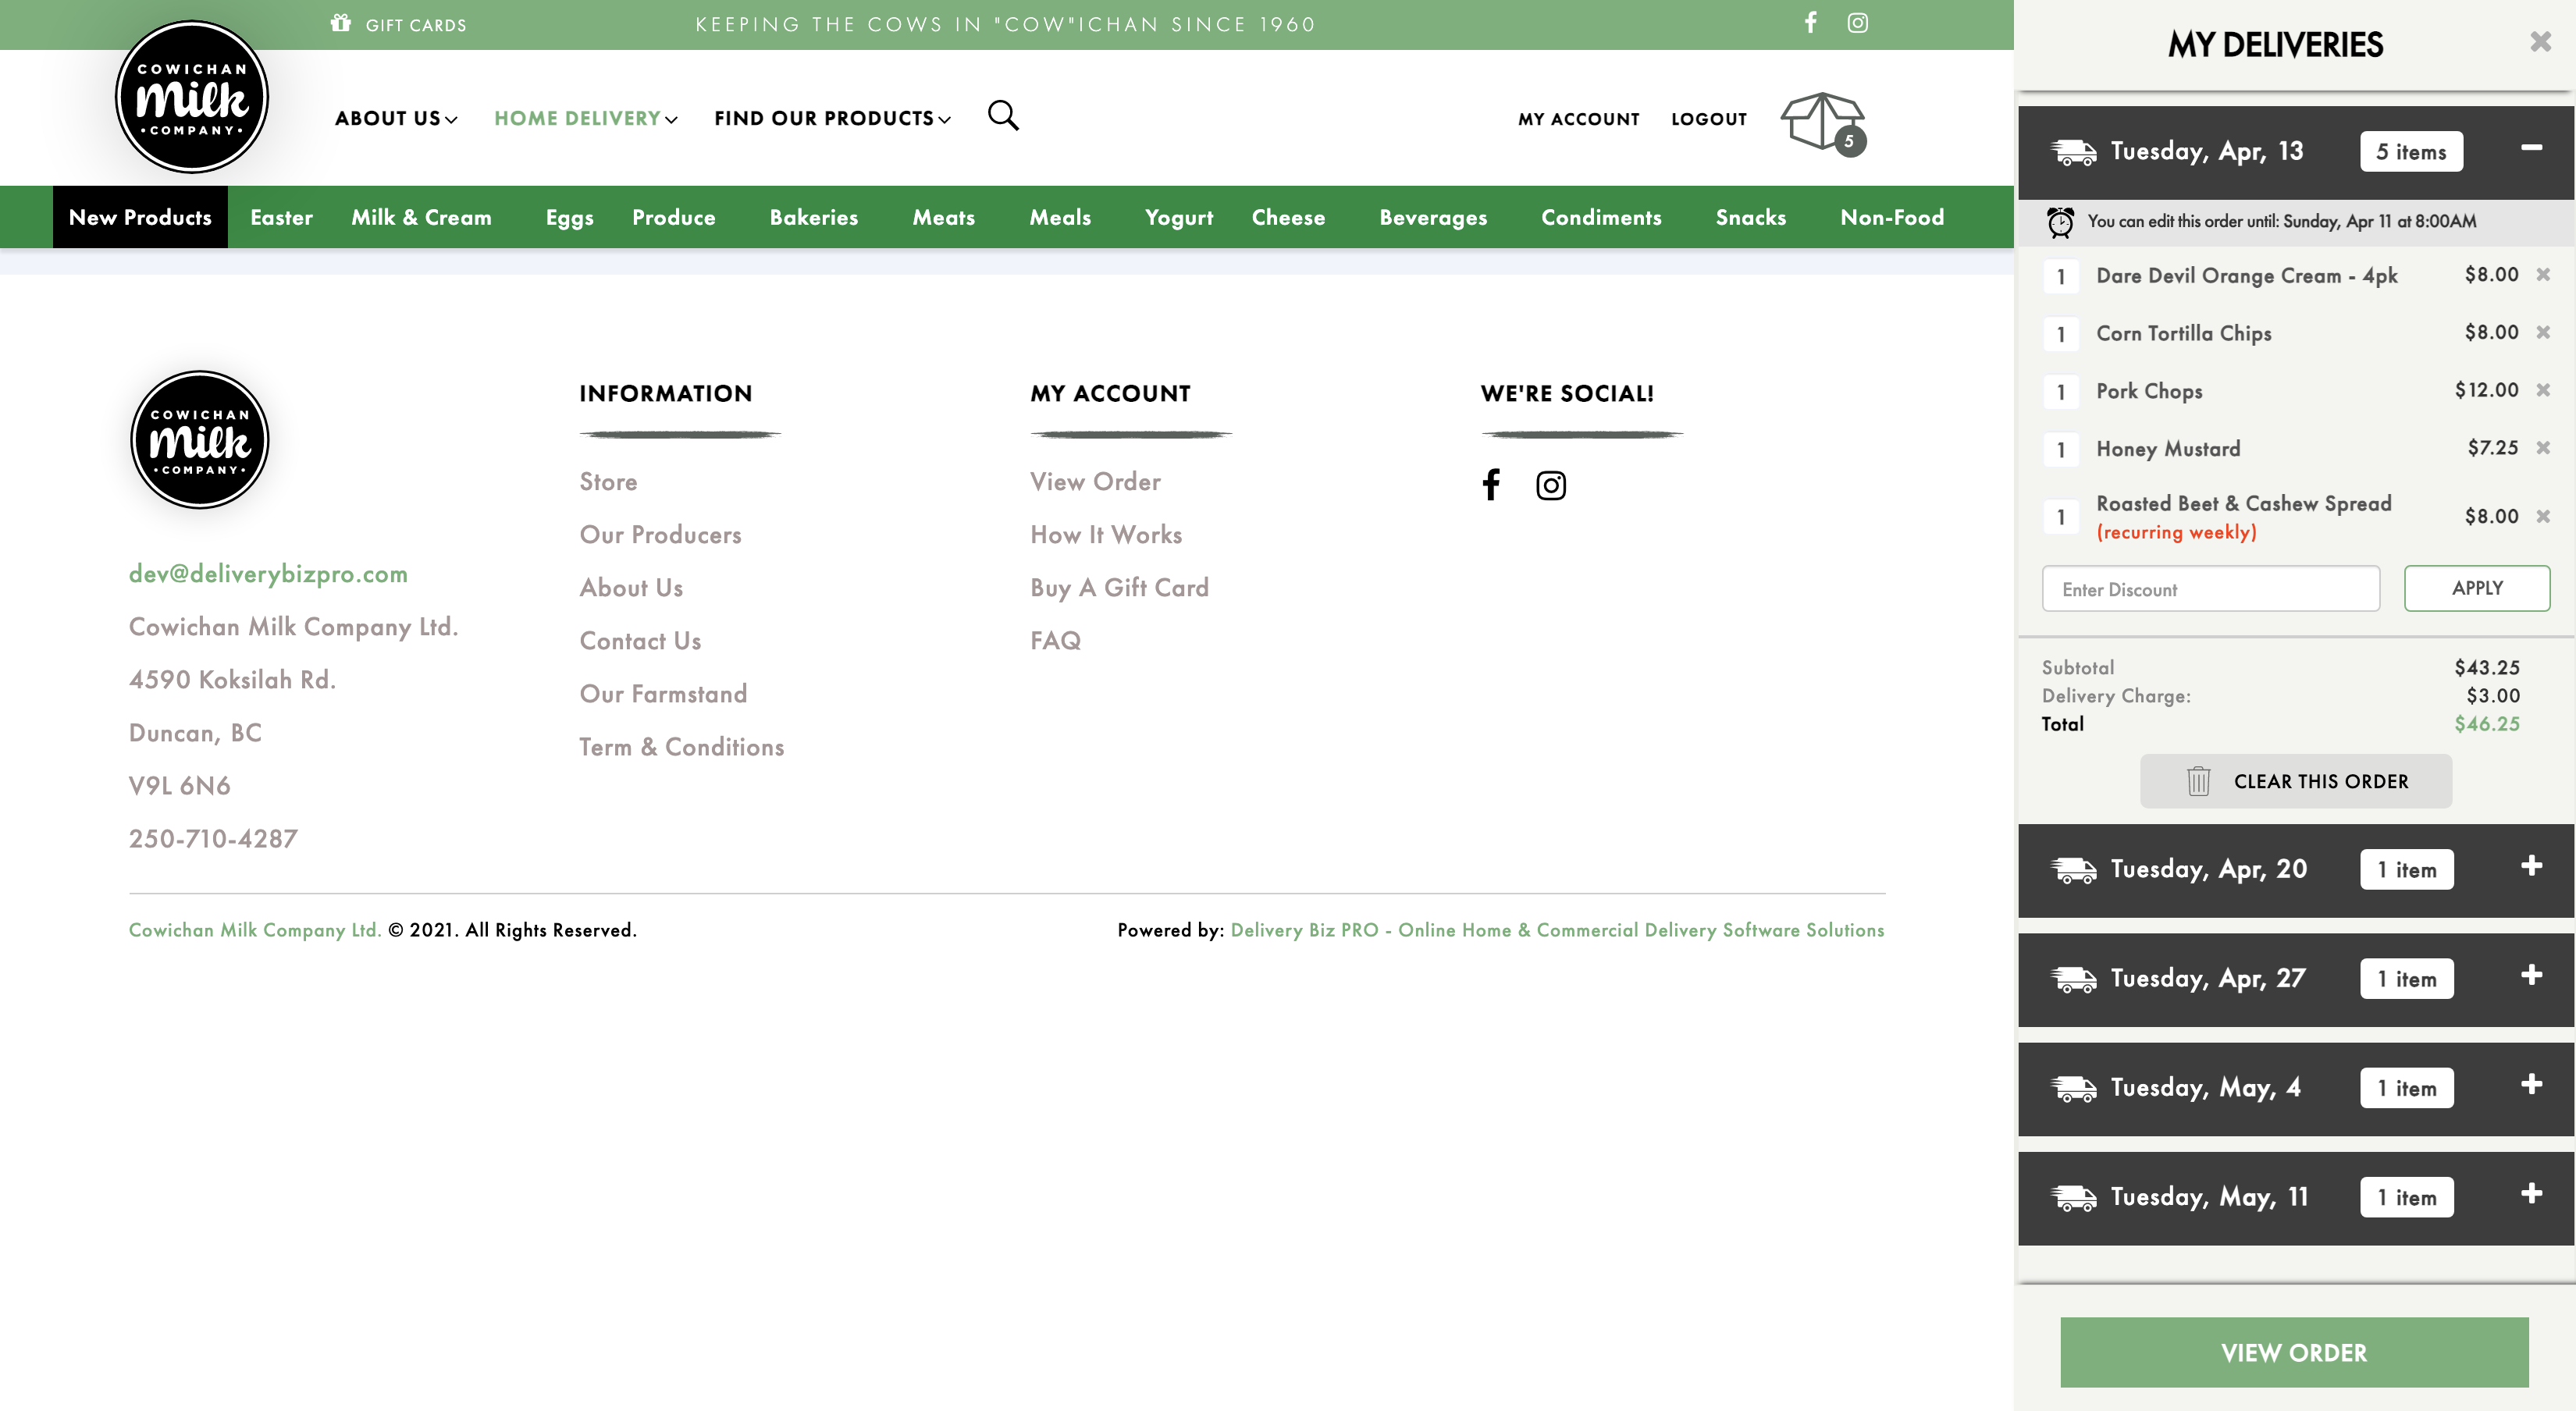 GIFT CARDS
KEEPING THE COWS IN "COW"ICHAN SINCE 1960
COWICHAN
milk
•COMPANY•
ABOUT US
HOME DELIVERY
FIND OUR PRODUCTS
MY ACCOUNT
LOGOUT
5
New Products
Easter
Milk & Cream
Eggs
Produce
Bakeries
Meats
Meals
Yogurt
Cheese
Beverages
Condiments
Snacks
Non-Food
COWICHAN
milk
•COMPANY•
dev@deliverybizpro.com
Cowichan Milk Company Ltd.
4590 Koksilah Rd.
Duncan, BC
V9L 6N6
250-710-4287
INFORMATION
Store
Our Producers
About Us
Contact Us
Our Farmstand
Term & Conditions
MY ACCOUNT
View Order
How It Works
Buy A Gift Card
FAQ
WE'RE SOCIAL!
Cowichan Milk Company Ltd. © 2021. All Rights Reserved.
Powered by: Delivery Biz PRO - Online Home & Commercial Delivery Software Solutions
MY DELIVERIES
Tuesday, Apr, 13 5 items
You can edit this order until: Sunday, Apr 11 at 8:00AM
1 Dare Devil Orange Cream - 4pk $8.00
1 Corn Tortilla Chips $8.00
1 Pork Chops $12.00
1 Honey Mustard $7.25
1 Roasted Beet & Cashew Spread $8.00
(recurring weekly)
Enter Discount APPLY
Subtotal $43.25
Delivery Charge: $3.00
Total $46.25
CLEAR THIS ORDER
Tuesday, Apr, 20 1 item
Tuesday, Apr, 27 1 item
Tuesday, May, 4 1 item
Tuesday, May, 11 1 item
VIEW ORDER